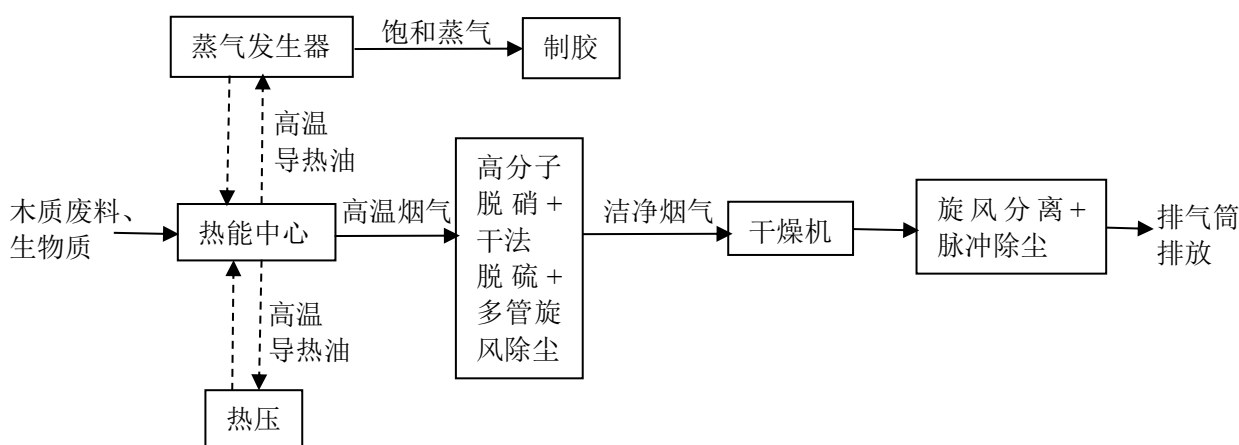 蒸气发生器
饱和蒸气
制胶
高温
导热油
木质废料、
生物质
热能中心
高温烟气
高分子
脱硝+
干法
脱硫+
多管旋
风除尘
洁净烟气
干燥机
旋风分离+
脉冲除尘
排气筒
排放
高温
导热油
热压